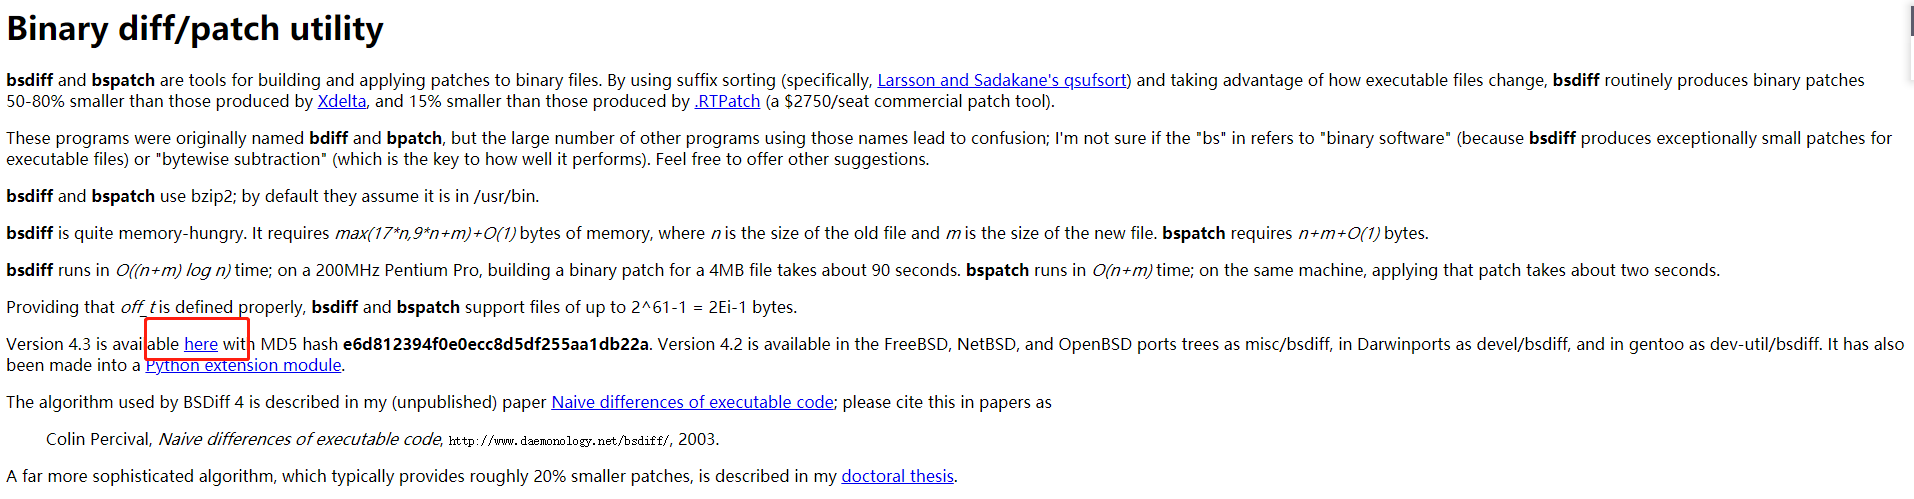 Binary diff/patch utility
bsdiff and bspatch are tools for building and applying patches to binary files. By using suffix sorting (specifically, Larsson and Sadakane's qsufsort) and taking advantage of how executable files change, bsdiff routinely produces binary patches
50-80% smaller than those produced by Xdelta, and 15% smaller than those produced by .RTPatch (a $2750/seat commercial patch tool).
These programs were originally named bdiff and bpatch, but the large number of other programs using those names lead to confusion; I'm not sure if the "bs" in refers to "binary software" (because bsdiff produces exceptionally small patches for
executable files) or "bytewise subtraction" (which is the key to how well it performs). Feel free to offer other suggestions.
bsdiff and bspatch use bzip2; by default they assume it is in /usr/bin.
bsdiff is quite memory-hungry. It requires max(17*n,9*n+m)+O(1) bytes of memory, where n is the size of the old file and m is the size of the new file. bspatch requires n+m+O(1) bytes.
bsdiff runs in O((n+m) log n) time; on a 200MHz Pentium Pro, building a binary patch for a 4MB file takes about 90 seconds. bspatch runs in O(n+m) time; on the same machine, applying that patch takes about two seconds.
Providing that off_t is defined properly, bsdiff and bspatch support files of up to 2^61-1 = 2Ei-1 bytes.
Version 4.3 is available here with MD5 hash e6d812394f0e0ecc8d5df255aa1db22a. Version 4.2 is available in the FreeBSD, NetBSD, and OpenBSD ports trees as misc/bsdiff, in Darwinports as devel/bsdiff, and in gentoo as dev-util/bsdiff. It has also
been made into a Python extension module.
The algorithm used by BSDiff 4 is described in my (unpublished) paper Naive differences of executable code; please cite this in papers as
Colin Percival, Naive differences of executable code, http://www.daemonology.net/bsdiff/, 2003.
A far more sophisticated algorithm, which typically provides roughly 20% smaller patches, is described in my doctoral thesis.